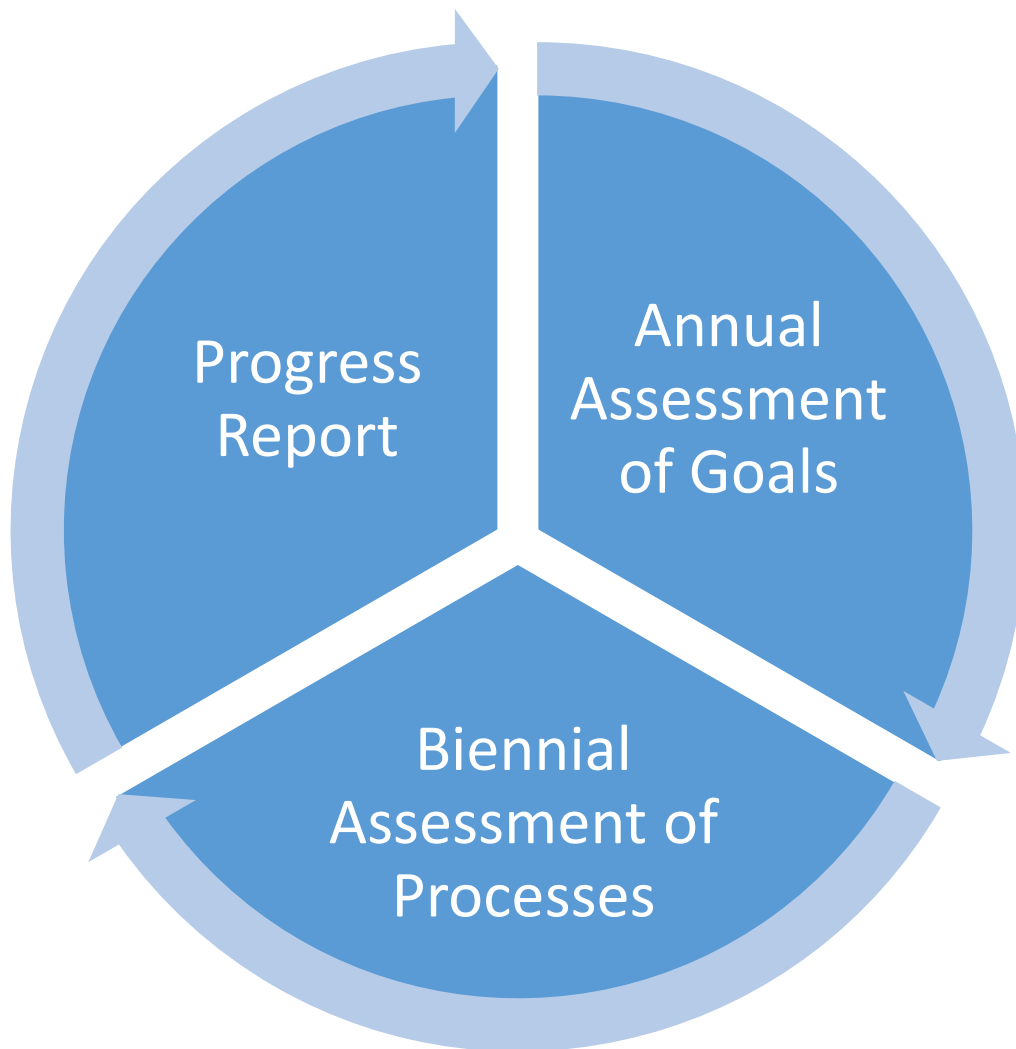 Progress
Report
Annual
Assessment
of Goals
Biennial
Assessment of
Processes